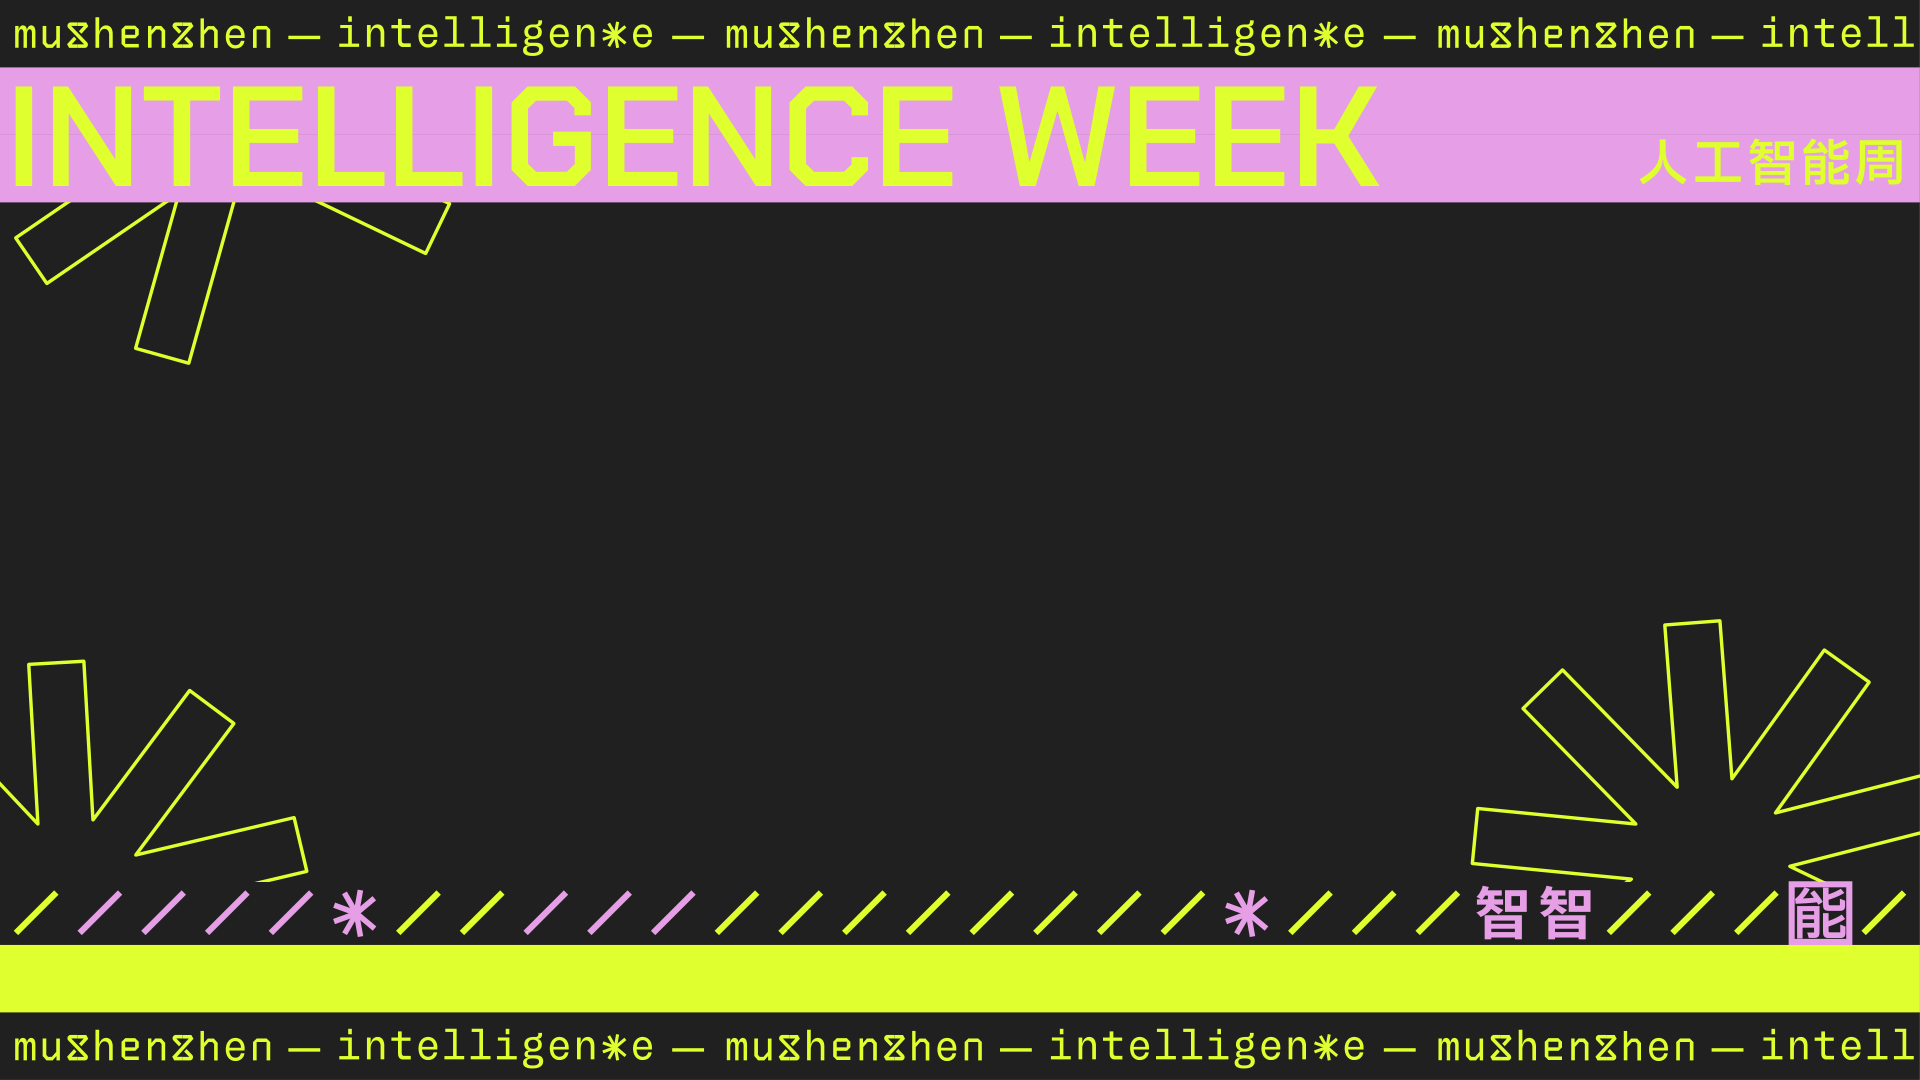 mu⧖hen⧖hen — intelligen✳e — mu⧖hen⧖hen — intelligen✳e — mu⧖hen⧖hen — intell
INTELLIGENCE WEEK
人工智能周
智智 能
mu⧖hen⧖hen — intelligen✳e — mu⧖hen⧖hen — intelligen✳e — mu⧖hen⧖hen — intell